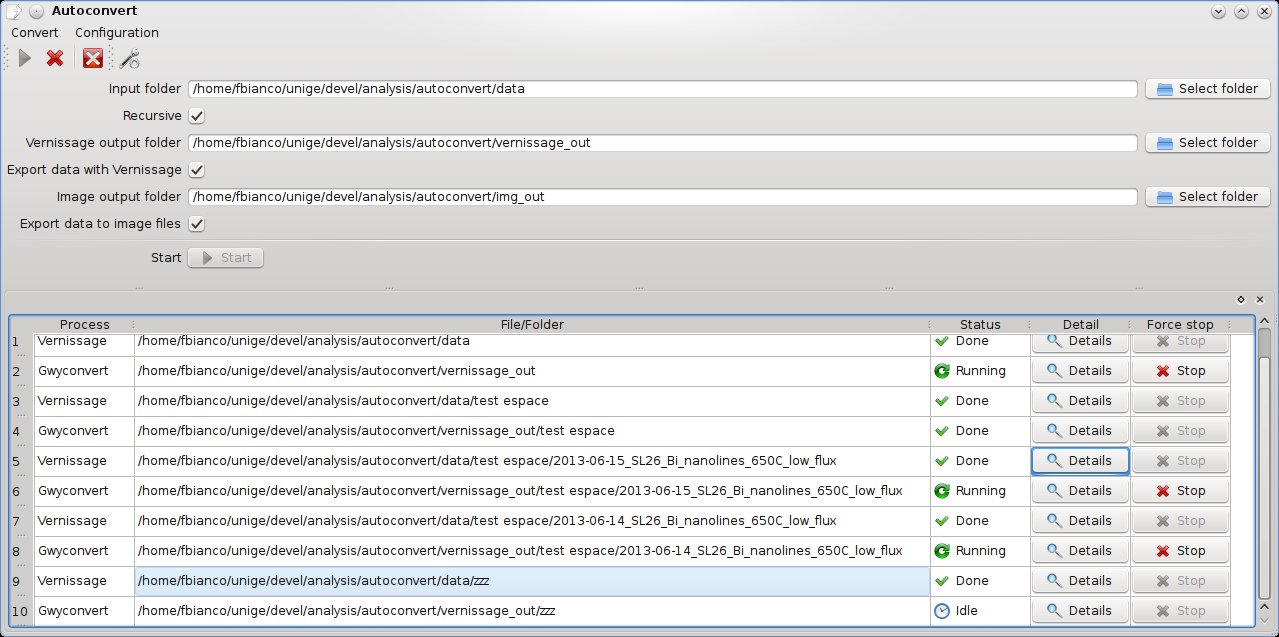 Autoconvert
Convert Configuration
Input folder /home/fbianco/unige/devel/analysis/autoconvert/data Select folder
Recursive
Vernissage output folder /home/fbianco/unige/devel/analysis/autoconvert/vernissage_out Select folder
Export data with Vernissage
Image output folder /home/fbianco/unige/devel/analysis/autoconvert/img_out Select folder
Export data to image files
Start Start
Process File/Folder Status Detail Force stop
1 Vernissage /home/fbianco/unige/devel/analysis/autoconvert/data Done Details Stop
2 Gwyconvert /home/fbianco/unige/devel/analysis/autoconvert/vernissage_out Running Details Stop
3 Vernissage /home/fbianco/unige/devel/analysis/autoconvert/data/test espace Done Details Stop
4 Gwyconvert /home/fbianco/unige/devel/analysis/autoconvert/vernissage_out/test espace Done Details Stop
5 Vernissage /home/fbianco/unige/devel/analysis/autoconvert/data/test espace/2013-06-15_SL26_Bi_nanolines_650C_low_flux Done Details Stop
6 Gwyconvert /home/fbianco/unige/devel/analysis/autoconvert/vernissage_out/test espace/2013-06-15_SL26_Bi_nanolines_650C_low_flux Running Details Stop
7 Vernissage /home/fbianco/unige/devel/analysis/autoconvert/data/test espace/2013-06-14_SL26_Bi_nanolines_650C_low_flux Done Details Stop
8 Gwyconvert /home/fbianco/unige/devel/analysis/autoconvert/vernissage_out/test espace/2013-06-14_SL26_Bi_nanolines_650C_low_flux Running Details Stop
9 Vernissage /home/fbianco/unige/devel/analysis/autoconvert/data/zzz Done Details Stop
10 Gwyconvert /home/fbianco/unige/devel/analysis/autoconvert/vernissage_out/zzz Idle Details Stop